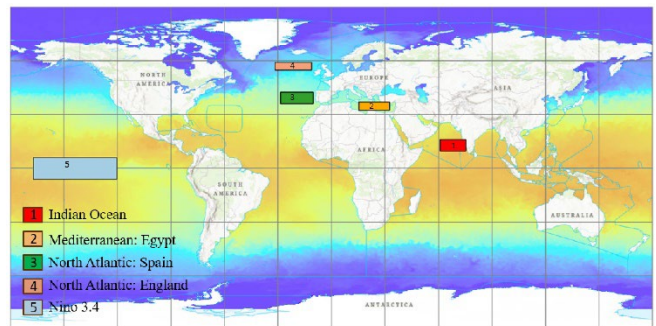 NORTH
AMERICA
EUROPE
ASIA
AFRICA
SOUTH
AMERICA
AUSTRALIA
ANTARCTICA
4
3
2
1
5
1 Indian Ocean
2 Mediterranean: Egypt
3 North Atlantic: Spain
4 North Atlantic: England
5 Nino 3.4